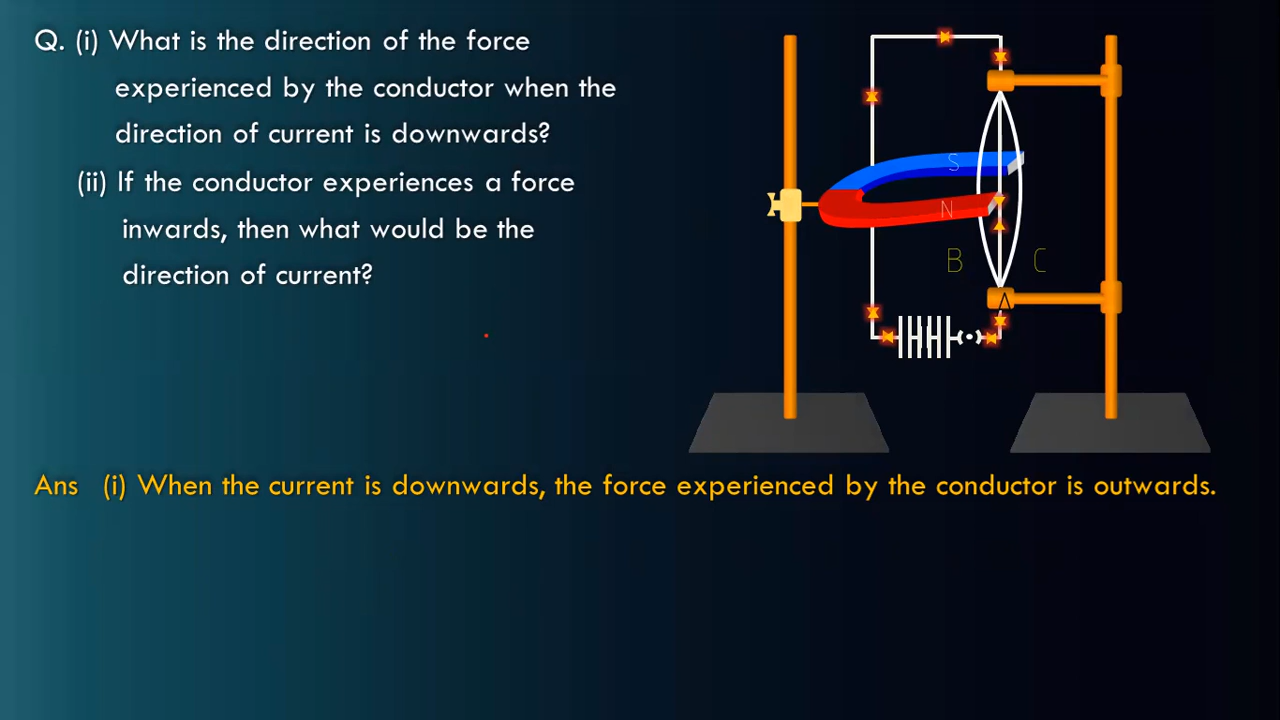 Q. (i) What is the direction of the force
experienced by the conductor when the
direction of current is downwards?
(ii) If the conductor experiences a force
inwards, then what would be the
direction of current?
S
N
B C
A
Ans (i) When the current is downwards, the force experienced by the conductor is outwards.